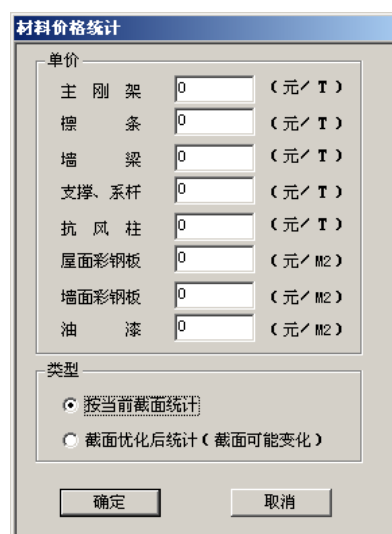 材料价格统计
单价
主 刚 架 0 (元/ T)
檩 条 0 (元/ T)
墙 梁 0 (元/ T)
支撑、系杆 0 (元/ T)
抗 风 柱 0 (元/ T)
屋面彩钢板 0 (元/ M2)
墙面彩钢板 0 (元/ M2)
油 漆 0 (元/ M2)
类型
按当前截面统计
截面优化后统计(截面可能变化)
确定 取消